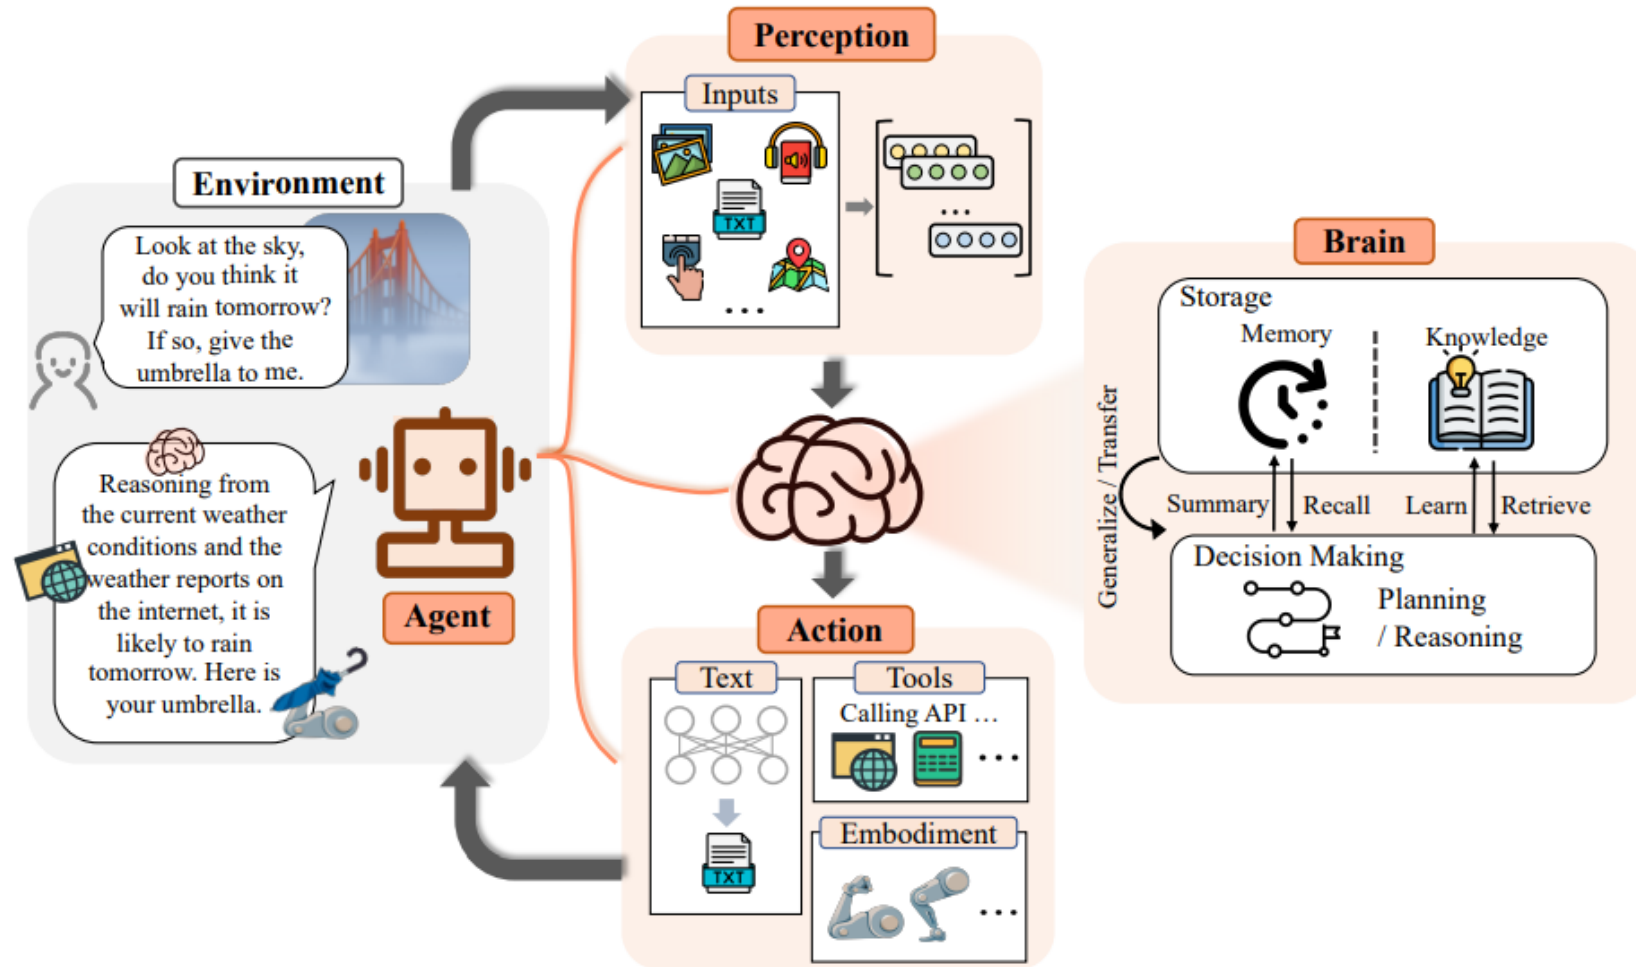 Perception
Inputs
TXT
...
...
Environment
Look at the sky,
do you think it
will rain tomorrow?
If so, give the
umbrella to me.
Reasoning from
the current weather
conditions and the
weather reports on
the internet, it is
likely to rain
tomorrow. Here is
your umbrella.
Agent
Brain
Storage
Memory
Knowledge
Generalize / Transfer
Summary
Recall
Learn
Retrieve
Decision Making
Planning
/ Reasoning
Action
Text
TXT
Tools
Calling API ...
...
Embodiment
...